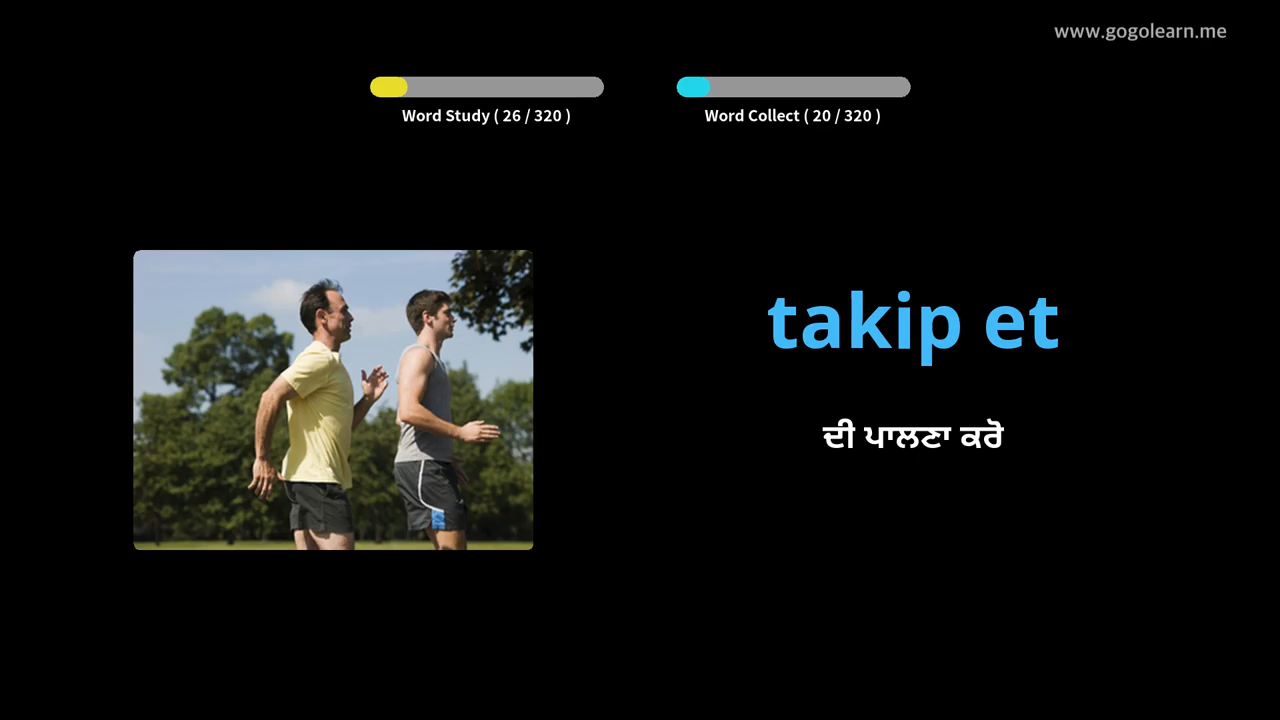 www.gogolearn.me
Word Study ( 26 / 320 )
Word Collect ( 20 / 320 )
takip et
ਦੀ ਪਾਲਣਾ ਕਰੋ